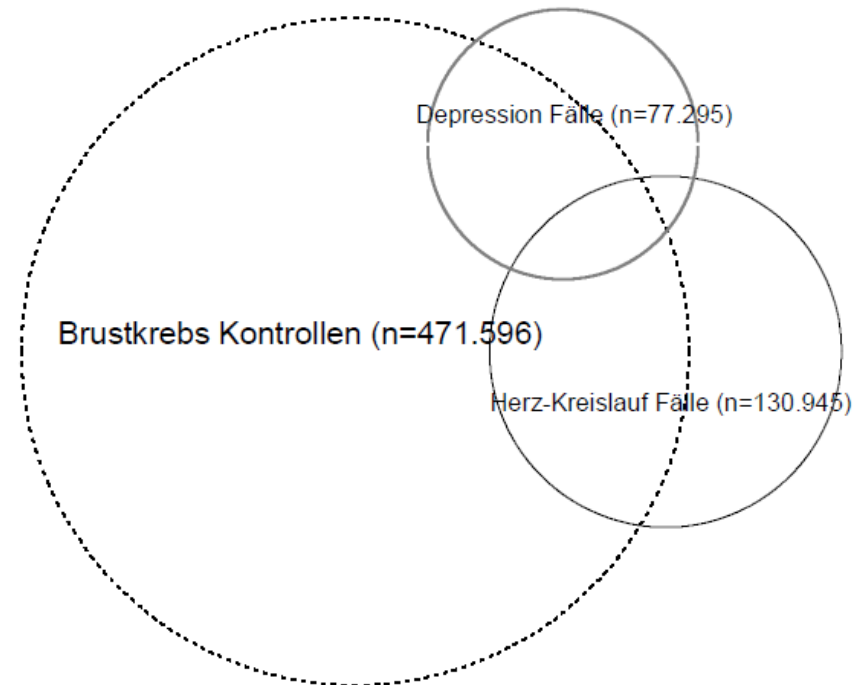 Depression Fälle (n=77.295)
Brustkrebs Kontrollen (n=471.596)
Herz-Kreislauf Fälle (n=130.945)